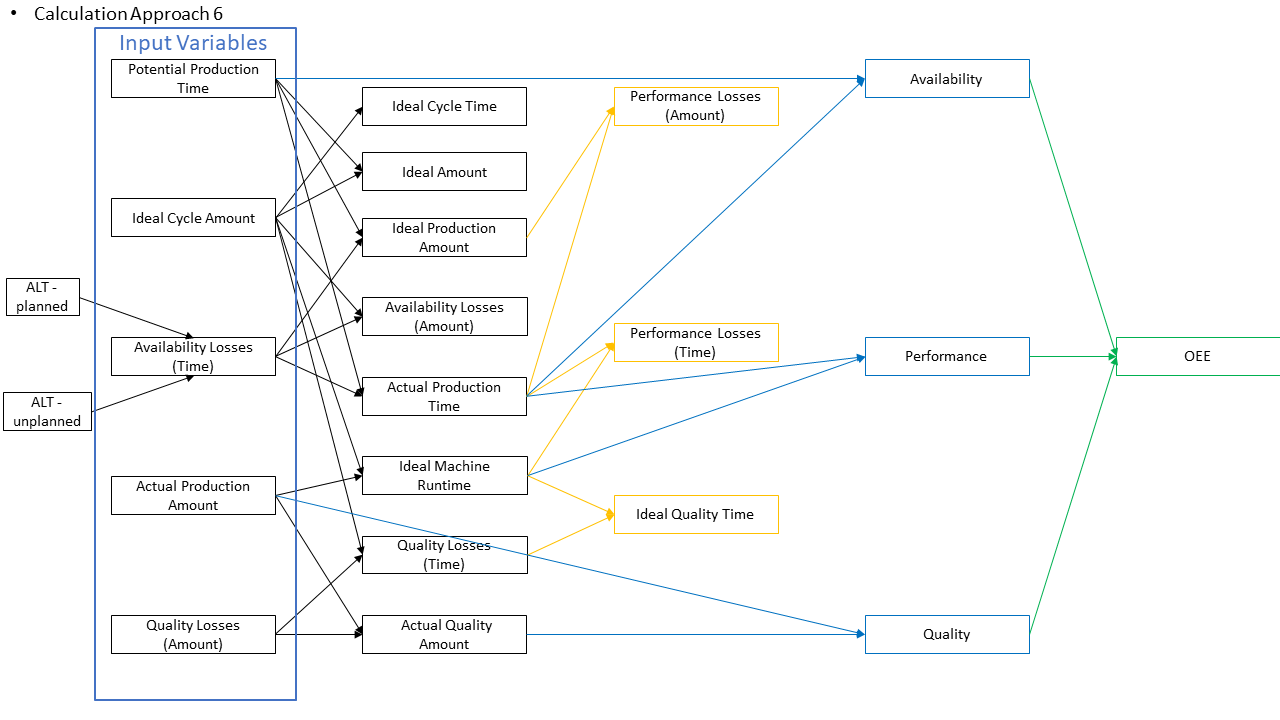 • Calculation Approach 6
Input Variables
Potential Production
Time
Ideal Cycle Amount
ALT -
planned
Availability Losses
(Time)
ALT -
unplanned
Actual Production
Amount
Quality Losses
(Amount)
Ideal Cycle Time
Ideal Amount
Ideal Production
Amount
Availability Losses
(Amount)
Actual Production
Time
Ideal Machine
Runtime
Quality Losses
(Time)
Actual Quality
Amount
Performance Losses
(Amount)
Performance Losses
(Time)
Ideal Quality Time
Availability
Performance
Quality
OEE